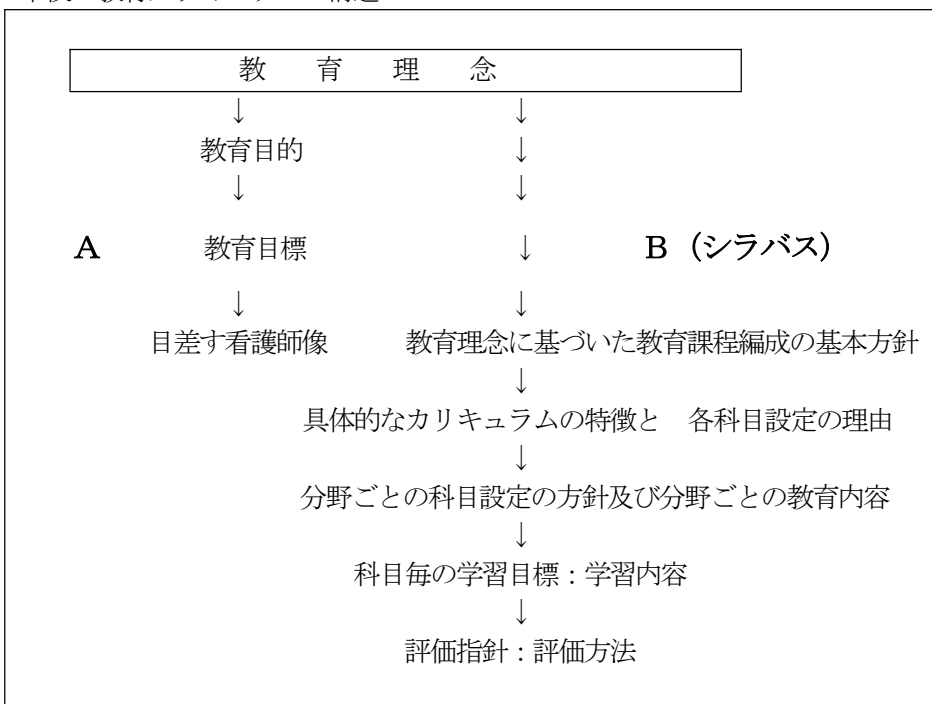 教 育 理 念
↓ ↓
教育目的 ↓
↓ ↓
A 教育目標 ↓ B (シラバス)
↓ ↓
目差す看護師像 教育理念に基づいた教育課程編成の基本方針
↓
具体的なカリキュラムの特徴と 各科目設定の理由
↓
分野ごとの科目設定の方針及び分野ごとの教育内容
↓
科目毎の学習目標:学習内容
↓
評価指針:評価方法